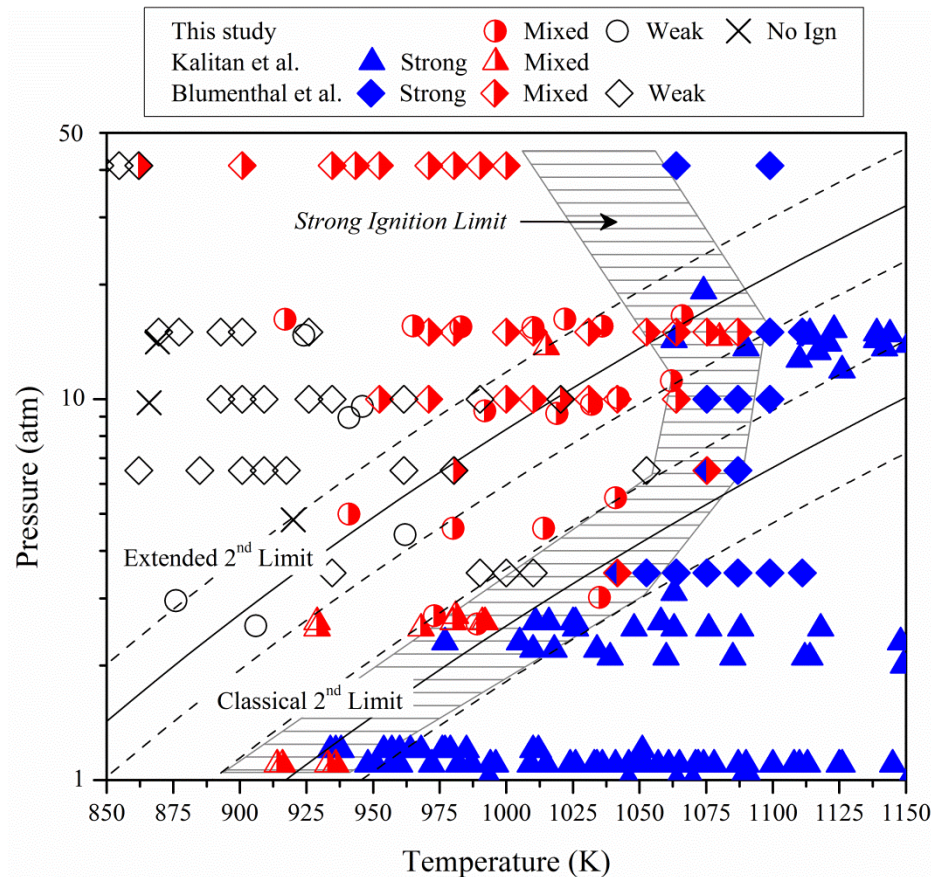 This study Mixed Weak No Ign
Kalitan et al. Strong Mixed
Blumenthal et al. Strong Mixed Weak
50
Strong Ignition Limit
10
Pressure (atm)
Extended 2nd Limit
Classical 2nd Limit
1
850 875 900 925 950 975 1000 1025 1050 1075 1100 1125 1150
Temperature (K)